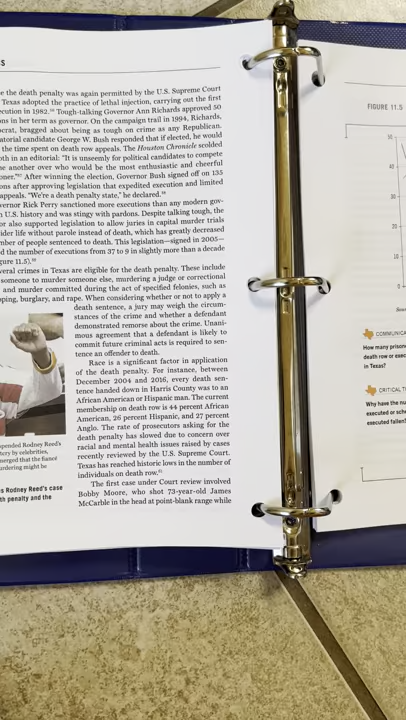 S
e the death penalty was again permitted by the U.S. Supreme Court
Texas adopted the practice of lethal injection, carrying out the first
ecution in 1982.⁵⁸ Tough-talking Governor Ann Richards approved 50
ons in her term as governor. On the campaign trail in 1994, Richards,
ocrat, bragged about being as tough on crime as any Republican.
atorial candidate George W. Bush responded that if elected, he would
the time spent on death row appeals. The Houston Chronicle scolded
oth in an editorial: "It is unseemly for political candidates to compete
ne another over who would be the most enthusiastic and cheerful
oner." After winning the election, Governor Bush signed off on 135
ons after approving legislation that expedited execution and limited
appeals. "We're a death penalty state," he declared.
vernor Rick Perry sanctioned more executions than any modern gov-
n U.S. history and was stingy with pardons. Despite talking tough, the
or also supported legislation to allow juries in capital murder trials
ider life without parole instead of death, which has greatly decreased
mber of people sentenced to death. This legislation—signed in 2005—
d the number of executions from 37 to 9 in slightly more than a decade
gure 11.5).
veral crimes in Texas are eligible for the death penalty. These include
someone to murder someone else, murdering a judge or correctional
and murder committed during the act of specified felonies, such as
pping, burglary, and rape. When considering whether or not to apply a
death sentence, a jury may weigh the circum-
stances of the crime and whether a defendant
demonstrated remorse about the crime. Unani-
mous agreement that a defendant is likely to
commit future criminal acts is required to sen-
tence an offender to death.
Race is a significant factor in application
of the death penalty. For instance, between
December 2004 and 2016, every death sen-
tence handed down in Harris County was to an
African American or Hispanic man. The current
membership on death row is 44 percent African
American, 26 percent Hispanic, and 27 percent
Anglo. The rate of prosecutors asking for the
death penalty has slowed due to concern over
racial and mental health issues raised by cases
recently reviewed by the U.S. Supreme Court.
Texas has reached historic lows in the number of
individuals on death row.
The first case under Court review involved
Bobby Moore, who shot 73-year-old James
McCarble in the head at point-blank range while
spended Rodney Reed's
tery by celebrities,
merged that the fiancé
urdering might be
s Rodney Reed's case
th penalty and the
FIGURE 11.5
50
40
30
20
10
0
COMMUNICA
How many prisone
death row or exec
in Texas?
CRITICAL T
Why have the nu
executed or sche
executed fallen?